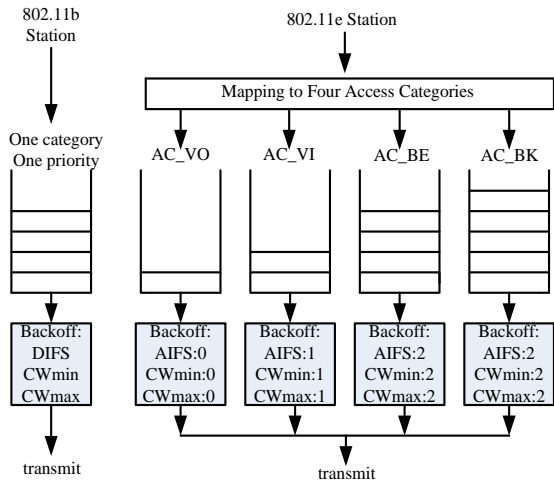 802.11b
Station
802.11e Station
Mapping to Four Access Categories
One category
One priority
AC_VO
AC_VI
AC_BE
AC_BK
Backoff:
DIFS
CWmin
CWmax
Backoff:
AIFS:0
CWmin:0
CWmax:0
Backoff:
AIFS:1
CWmin:1
CWmax:1
Backoff:
AIFS:2
CWmin:2
CWmax:2
Backoff:
AIFS:2
CWmin:2
CWmax:2
transmit
transmit